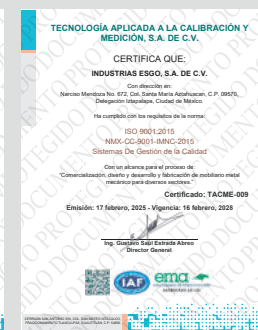 TECNOLOGÍA APLICADA A LA CALIBRACIÓN Y
MEDICIÓN, S.A. DE C.V.
CERTIFICA QUE:
INDUSTRIAS ESGO, S.A. DE C.V.
Con dirección en:
Narciso Mendoza No. 672, Col. Santa María Aztahuacan, C.P. 09570,
Delegación Iztapalapa, Ciudad de México.
Ha cumplido con los requisitos de la norma:
ISO 9001:2015
NMX-CC-9001-IMNC-2015
Sistemas De Gestión de la Calidad
Con un alcance para el proceso de:
"Comercialización, diseño y desarrollo y fabricación de mobiliario metal
mecánico para diversos sectores."
Certificado: TACME-009
Emisión: 17 febrero, 2025 - Vigencia: 16 febrero, 2028
Ing. Gustavo Saúl Estrada Abreo
Director General
IAF
ema